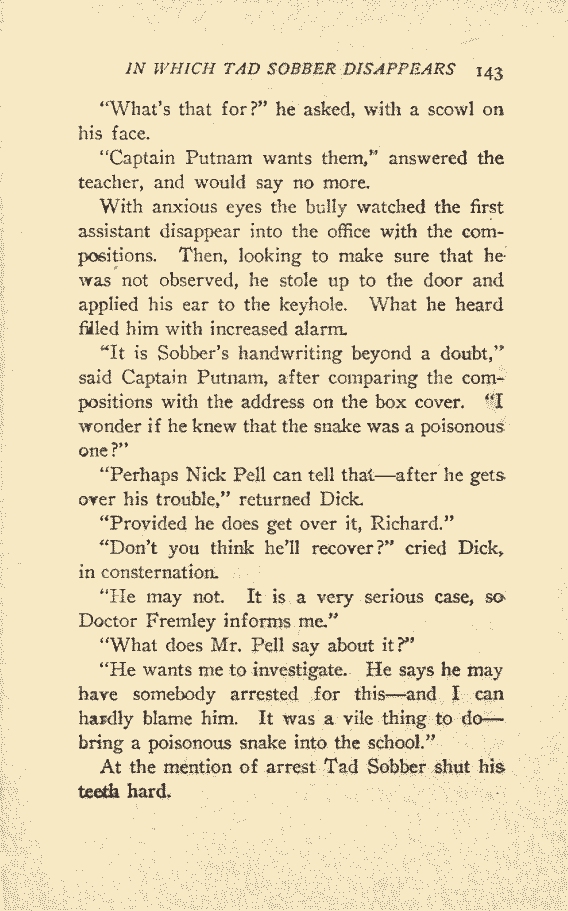 IN WHICH TAD SOBBER DISAPPEARS 143
"What's that for?" he asked, with a scowl on
his face.
"Captain Putnam wants them," answered the
teacher, and would say no more.
With anxious eyes the bully watched the first
assistant disappear into the office with the com-
positions. Then, looking to make sure that he
was not observed, he stole up to the door and
applied his ear to the keyhole. What he heard
filled him with increased alarm.
"It is Sobber's handwriting beyond a doubt,"
said Captain Putnam, after comparing the com-
positions with the address on the box cover. "I
wonder if he knew that the snake was a poisonous
one?"
"Perhaps Nick Pell can tell that—after he gets
over his trouble," returned Dick.
"Provided he does get over it, Richard."
"Don't you think he'll recover?" cried Dick,
in consternation.
"He may not. It is a very serious case, so
Doctor Fremley informs me."
"What does Mr. Pell say about it?"
"He wants me to investigate. He says he may
have somebody arrested for this—and I can
hardly blame him. It was a vile thing to do—
bring a poisonous snake into the school."
At the mention of arrest Tad Sobber shut his
teeth hard.